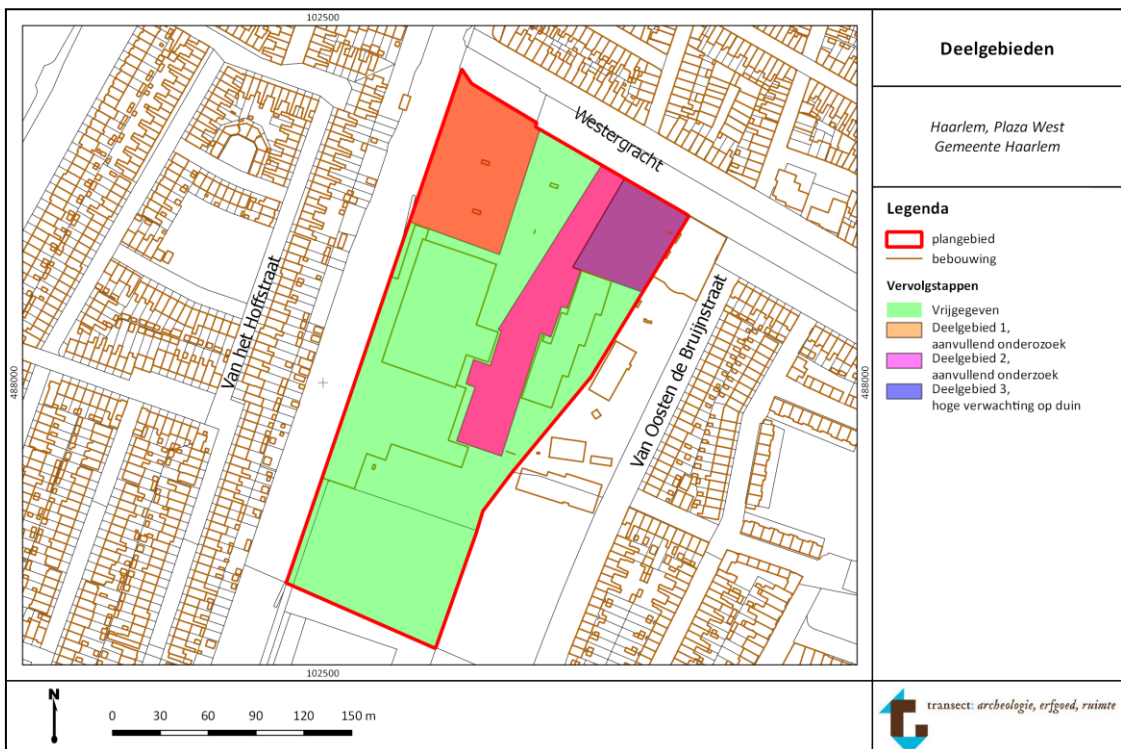 102500
Deelgebieden
Haarlem, Plaza West
Gemeente Haarlem
Westergracht
Van het Hoffstraat
Van Oosten de Bruijnstraat
488000
488000
Legenda
plangebied
bebouwing
Vervolgstappen
Vrijgegeven
Deelgebied 1,
aanvullend onderozoek
Deelgebied 2,
aanvullend onderzoek
Deelgebied 3,
hoge verwachting op duin
102500
N
0 30 60 90 120 150 m
transect: archeologie, erfgoed, ruimte